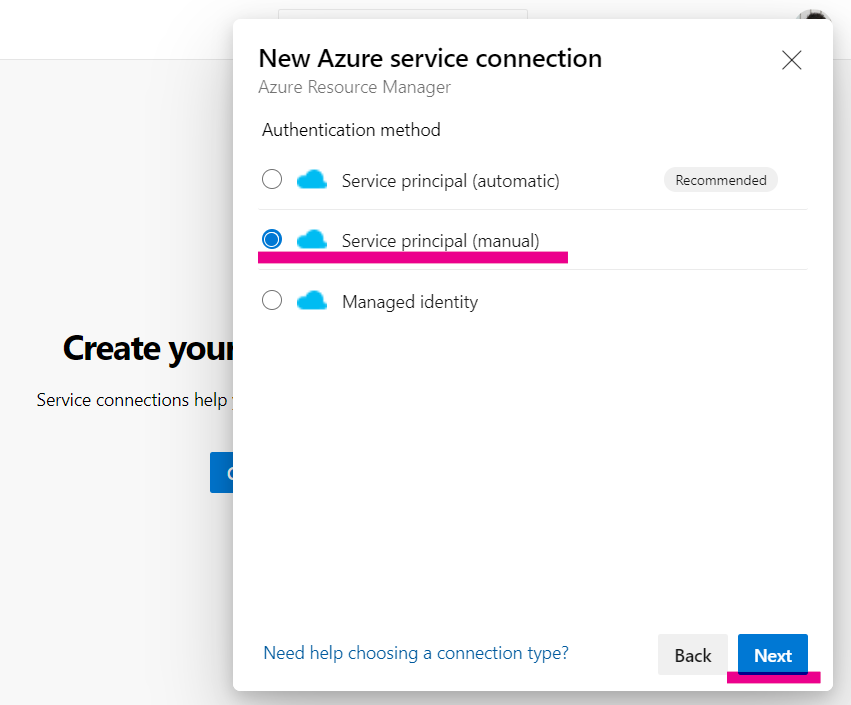 New Azure service connection
Azure Resource Manager
Authentication method
Service principal (automatic)
Recommended
Service principal (manual)
Managed identity
Create your
Service connections help
Need help choosing a connection type?
Back
Next